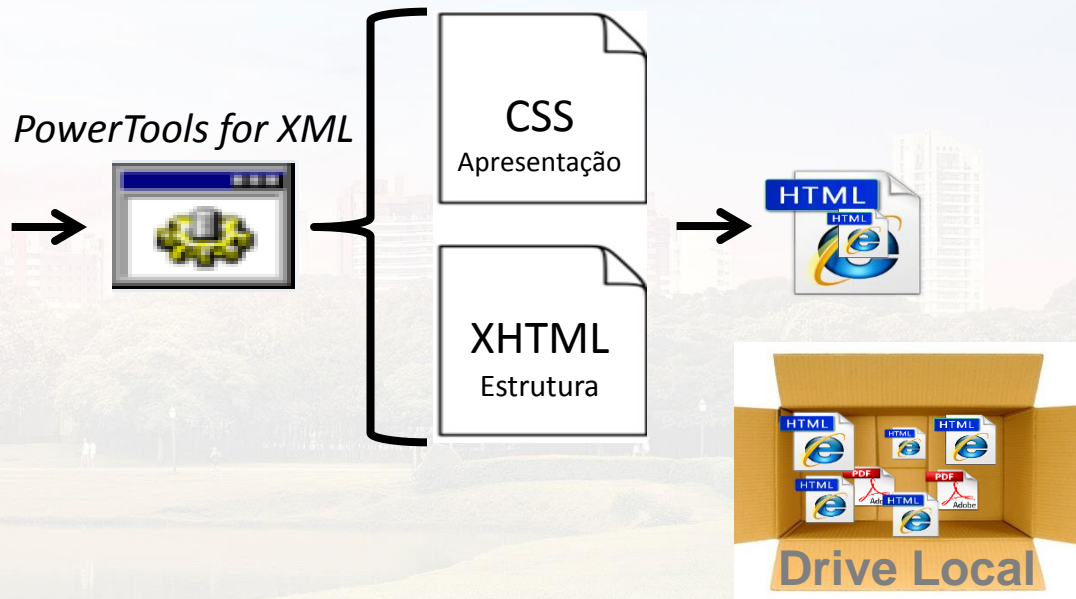 PowerTools for XML
CSS
Apresentação
XHTML
Estrutura
HTML
HTML
HTML
HTML
HTML
PDF
Adobe
PDF
Adobe
HTML
HTML
Drive Local